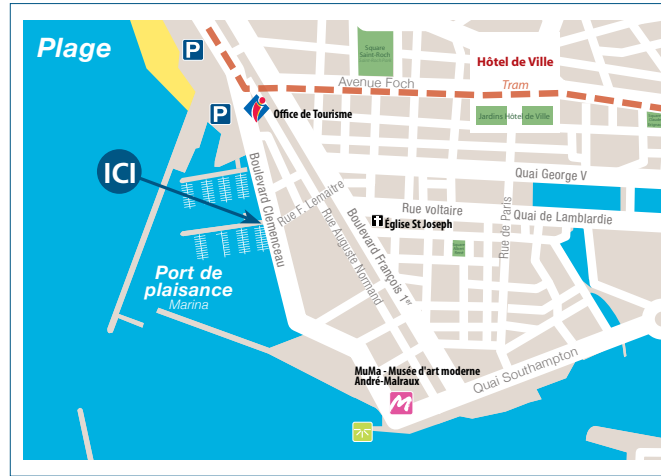 Plage
P
P
Square
Saint-Roch
Hôtel de Ville
Avenue Foch
Tram
Office de Tourisme
Jardins Hôtel de Ville
ICI
Boulevard Clemenceau
Quai George V
Rue F. Lemaitre
Rue voltaire
Quai de Lamblardie
Église St Joseph
Rue de Paris
Boulevard François 1er
Rue Auguste Normand
Port de
plaisance
Marina
MuMa - Musée d'art moderne
André-Malraux
Quai Southampton
M